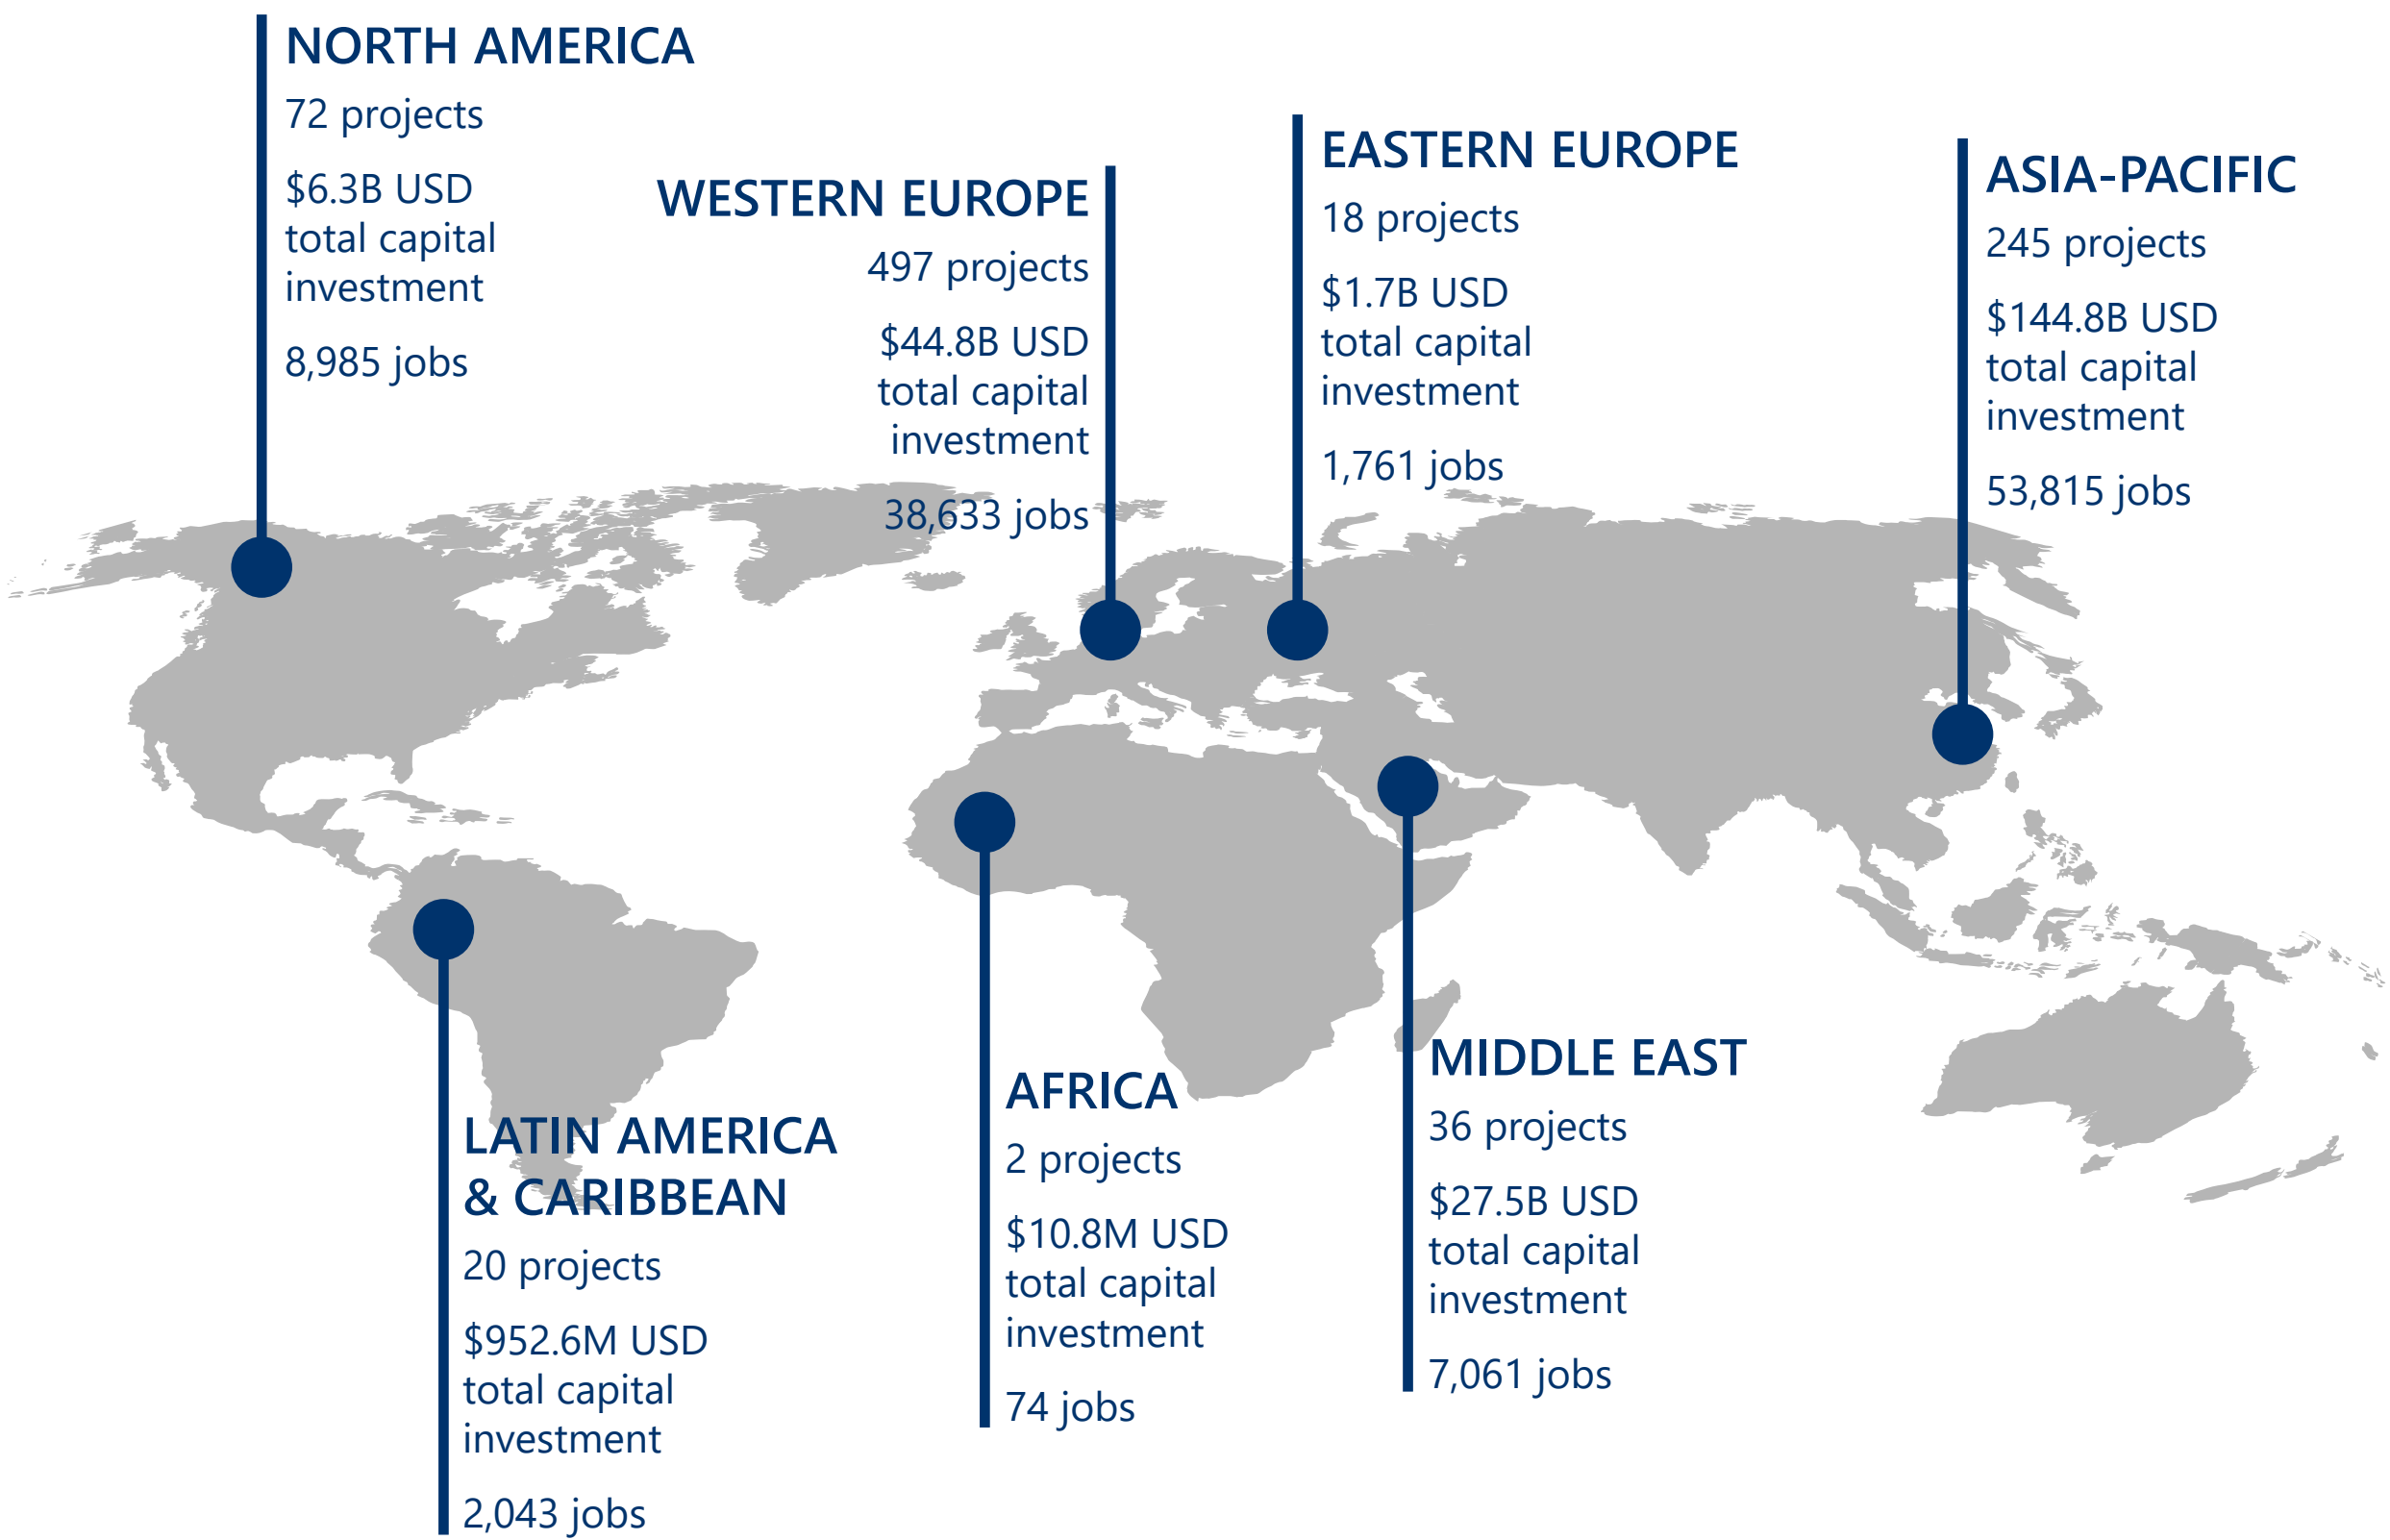 NORTH AMERICA
72 projects
$6.3B USD
total capital
investment
8,985 jobs
WESTERN EUROPE
497 projects
$44.8B USD
total capital
investment
38,633 jobs
EASTERN EUROPE
18 projects
$1.7B USD
total capital
investment
1,761 jobs
ASIA-PACIFIC
245 projects
$144.8B USD
total capital
investment
53,815 jobs
LATIN AMERICA
& CARIBBEAN
20 projects
$952.6M USD
total capital
investment
2,043 jobs
AFRICA
2 projects
$10.8M USD
total capital
investment
74 jobs
MIDDLE EAST
36 projects
$27.5B USD
total capital
investment
7,061 jobs